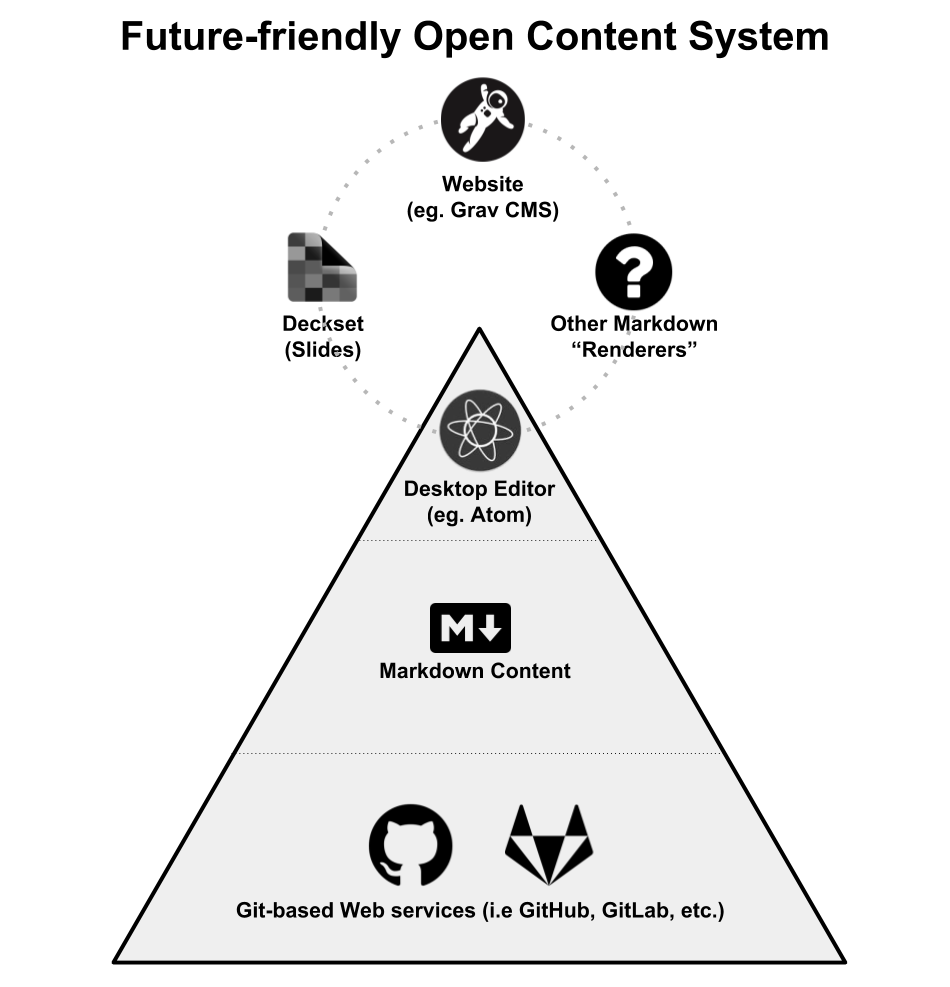 Future-friendly Open Content System
Website
(eg. Grav CMS)
Deckset
(Slides)
Other Markdown
“Renderers”
Desktop Editor
(eg. Atom)
M
Markdown Content
Git-based Web services (i.e GitHub, GitLab, etc.)